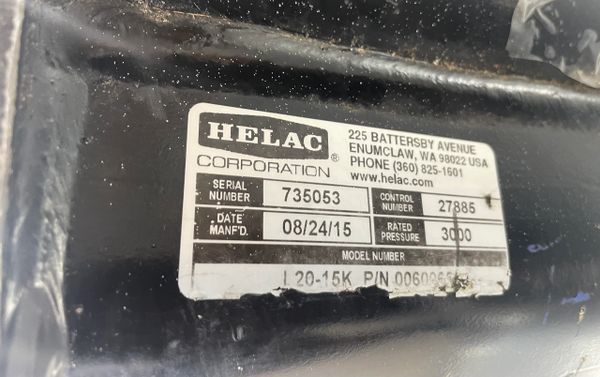 HELAC ®
CORPORATION
225 BATTERSBY AVENUE
ENUMCLAW, WA 98022 USA
PHONE (360) 825-1601
www.helac.com
SERIAL NUMBER 735053 CONTROL NUMBER 27885
DATE MANF'D. 08/24/15 RATED PRESSURE 3000
MODEL NUMBER
L20-15K P/N